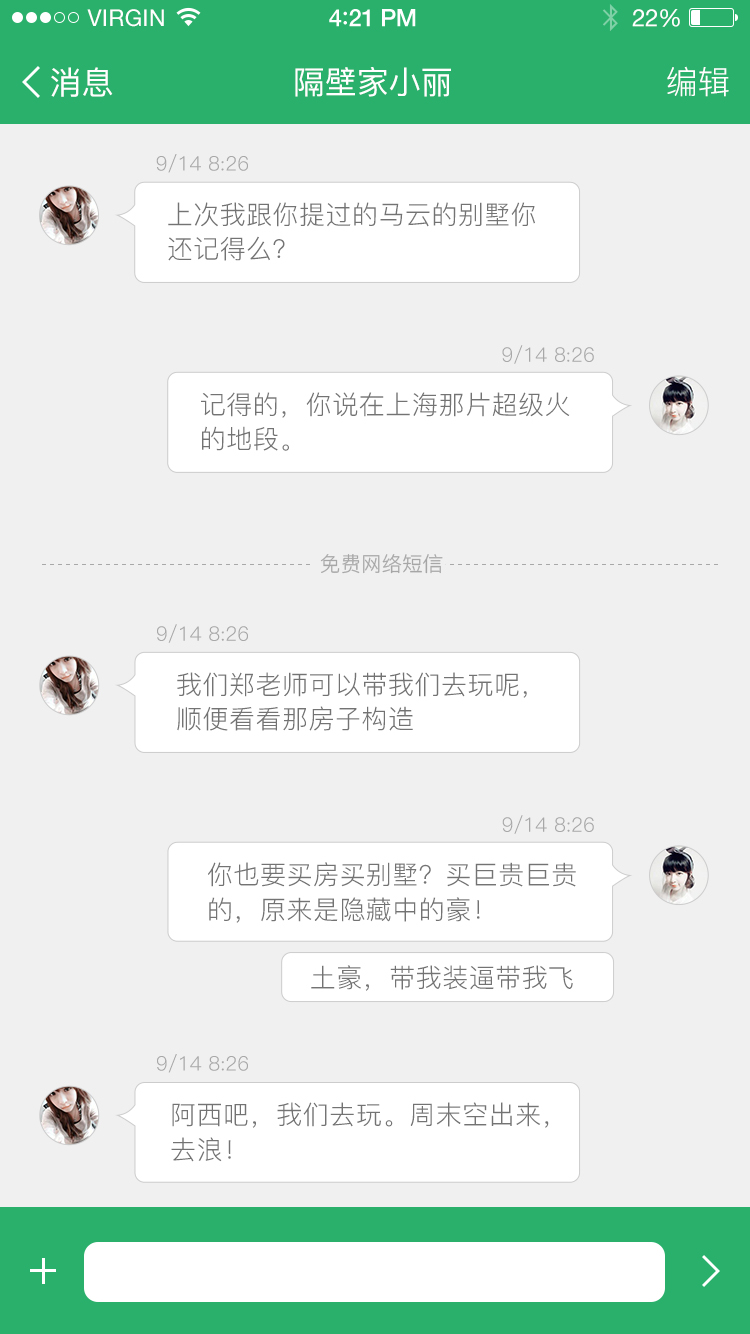 VIRGIN 4:21 PM 22%
消息 隔壁家小丽 编辑
9/14 8:26
上次我跟你提过的马云的别墅你
还记得么?
9/14 8:26
记得的，你说在上海那片超级火
的地段。
免费网络短信
9/14 8:26
我们郑老师可以带我们去玩呢，
顺便看看那房子构造
9/14 8:26
你也要买房买别墅？买巨贵巨贵
的，原来是隐藏中的豪！
土豪，带我装逼带我飞
9/14 8:26
阿西吧，我们去玩。周末空出来，
去浪！